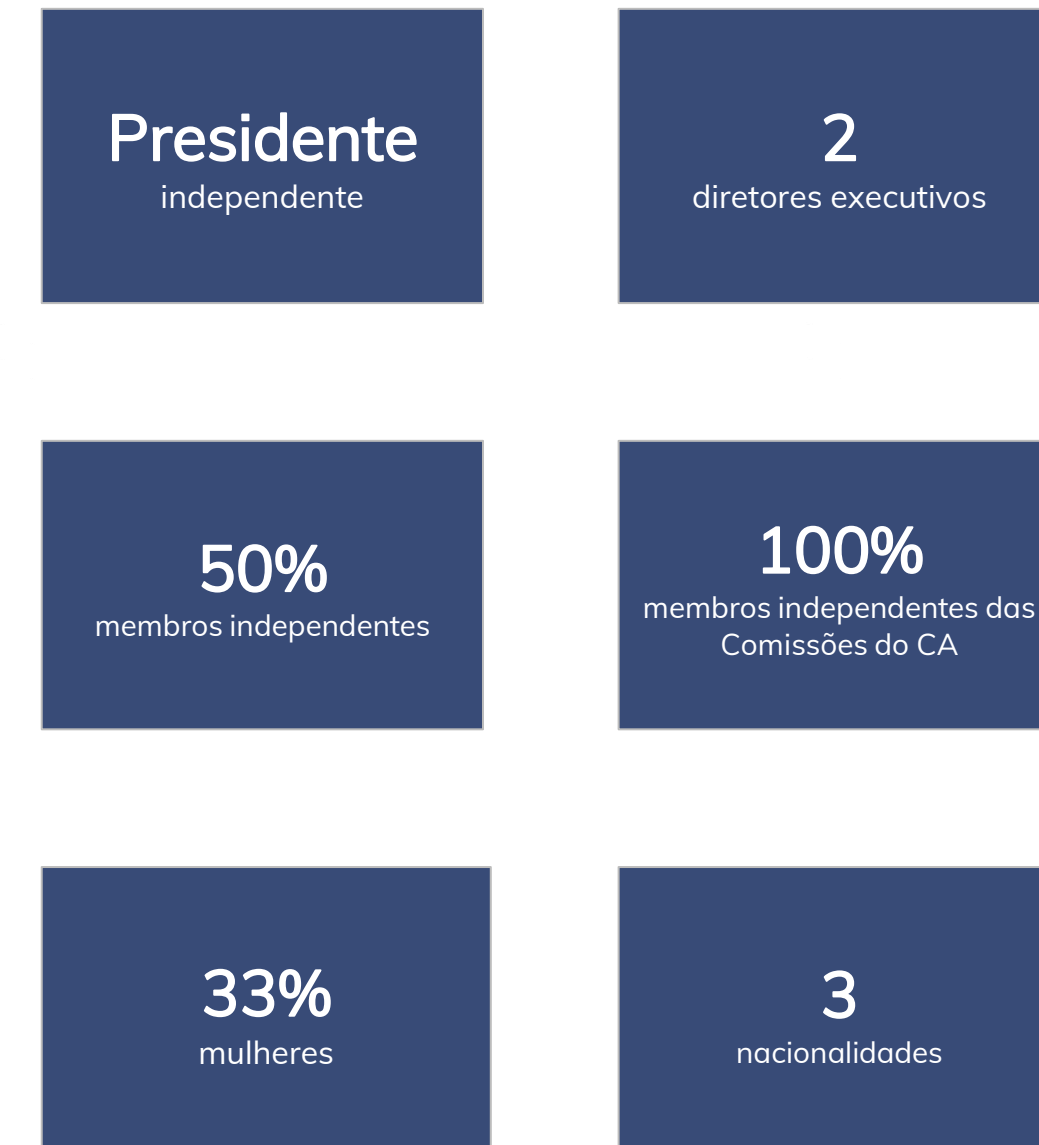 Presidente
independente
2
diretores executivos
50%
membros independentes
100%
membros independentes das
Comissões do CA
33%
mulheres
3
nacionalidades